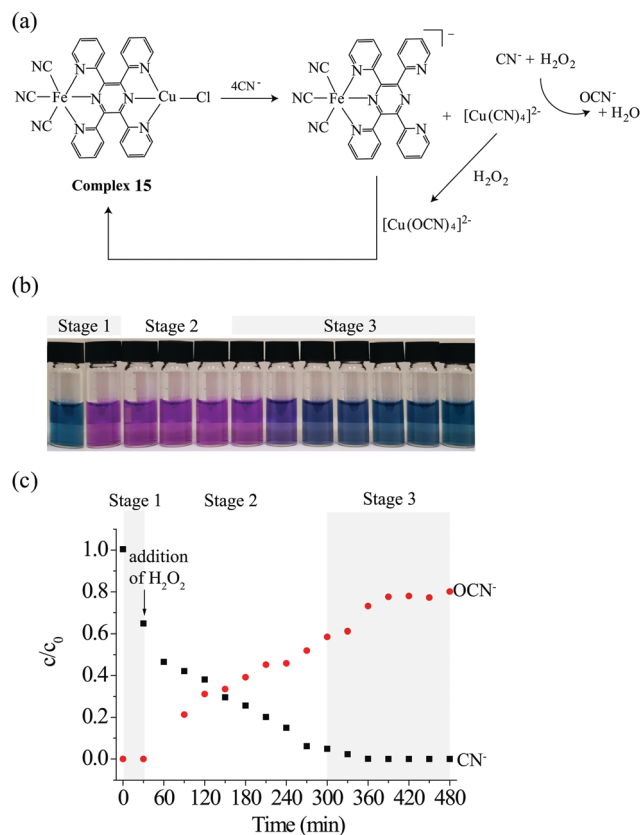 (a)
NC
NC
NC
Fe
N
N
N
N
N
N
Cu
Cl
4CN⁻
NC
NC
NC
Fe
N
N
N
N
N
N
−
+ [Cu(CN)₄]²⁻
CN⁻ + H₂O₂
OCN⁻
+ H₂O
H₂O₂
[Cu(OCN)₄]²⁻
Complex 15
(b)
Stage 1 Stage 2 Stage 3
(c)
Stage 1 Stage 2 Stage 3
addition
of H₂O₂
OCN⁻
CN⁻
c/c₀
1.0
0.8
0.6
0.4
0.2
0.0
0 60 120 180 240 300 360 420 480
Time (min)